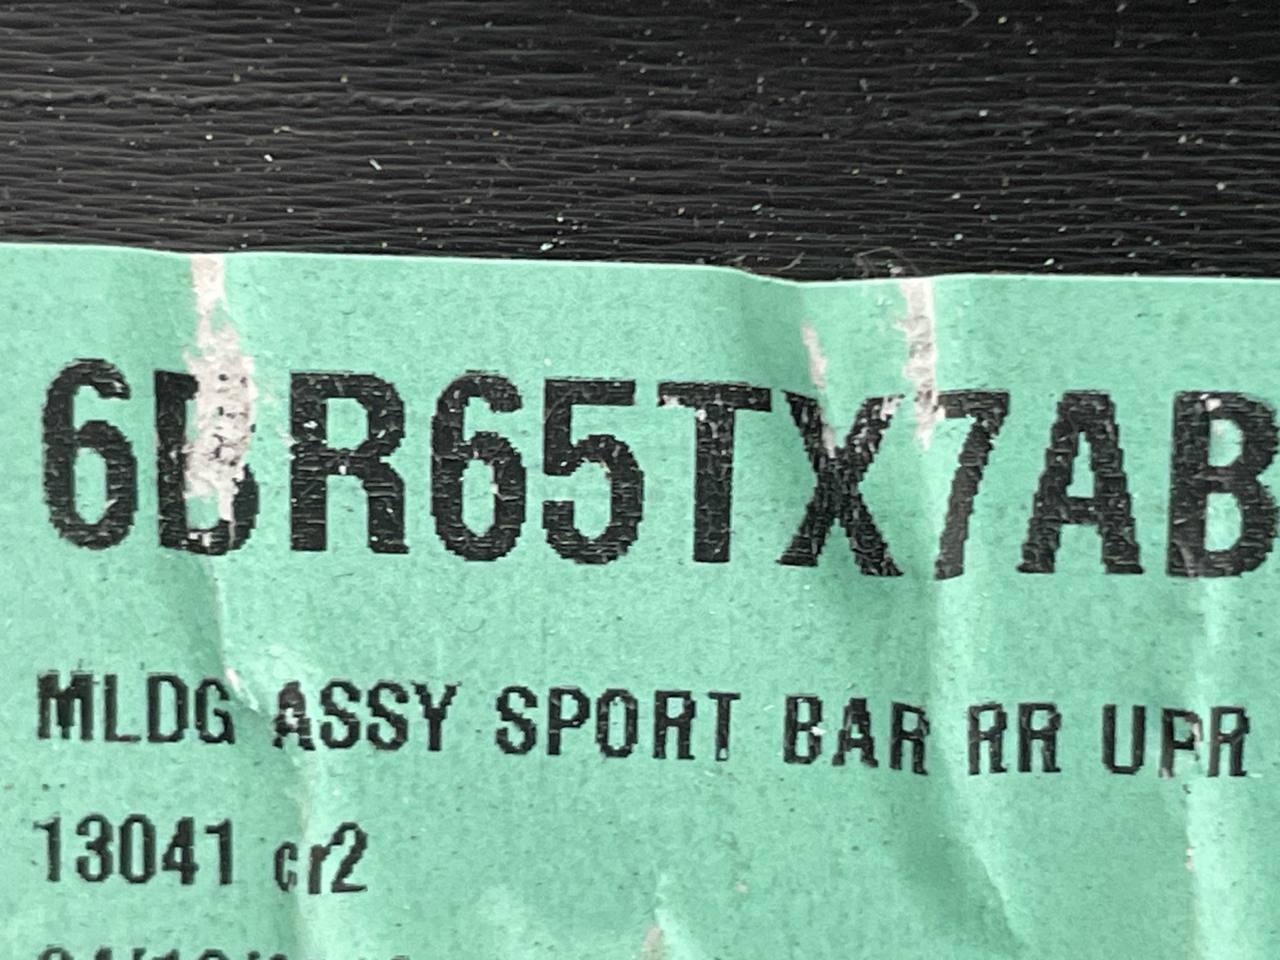 6BR65TX7AB
MLDG ASSY SPORT BAR RR UPR
13041 cr2